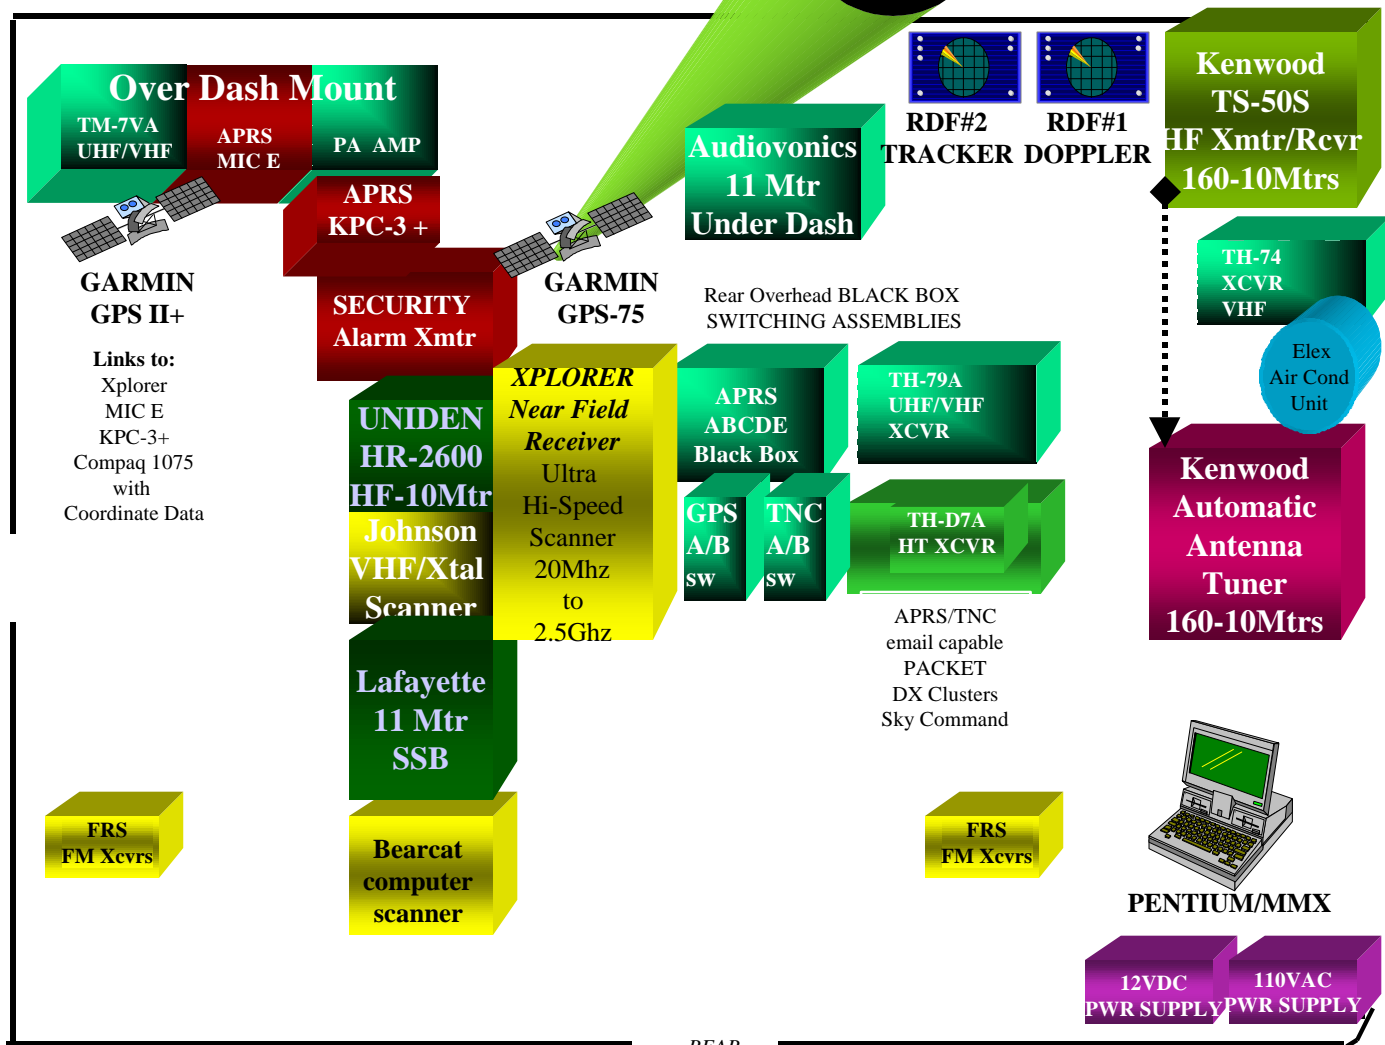 Over Dash Mount
TM-7VA
UHF/VHF
APRS
MIC E
PA AMP
APRS
KPC-3 +
SECURITY
Alarm Xmtr
GARMIN
GPS II+
Links to:
Xplorer
MIC E
KPC-3+
Compaq 1075
with
Coordinate Data
GARMIN
GPS-75
Audiovonics
11 Mtr
Under Dash
RDF#2
TRACKER
RDF#1
DOPPLER
Kenwood
TS-50S
HF Xmtr/Rcvr
160-10Mtrs
TH-74
XCVR
VHF
Elex
Air Cond
Unit
Rear Overhead BLACK BOX
SWITCHING ASSEMBLIES
UNIDEN
HR-2600
HF-10Mtr
Johnson
VHF/Xtal
Scanner
XPLORER
Near Field
Receiver
Ultra
Hi-Speed
Scanner
20Mhz
to
2.5Ghz
APRS
ABCDE
Black Box
TH-79A
UHF/VHF
XCVR
GPS
A/B
sw
TNC
A/B
sw
TH-D7A
HT XCVR
APRS/TNC
email capable
PACKET
DX Clusters
Sky Command
Kenwood
Automatic
Antenna
Tuner
160-10Mtrs
Lafayette
11 Mtr
SSB
FRS
FM Xcvrs
Bearcat
computer
scanner
FRS
FM Xcvrs
PENTIUM/MMX
12VDC
PWR SUPPLY
110VAC
PWR SUPPLY
REAR